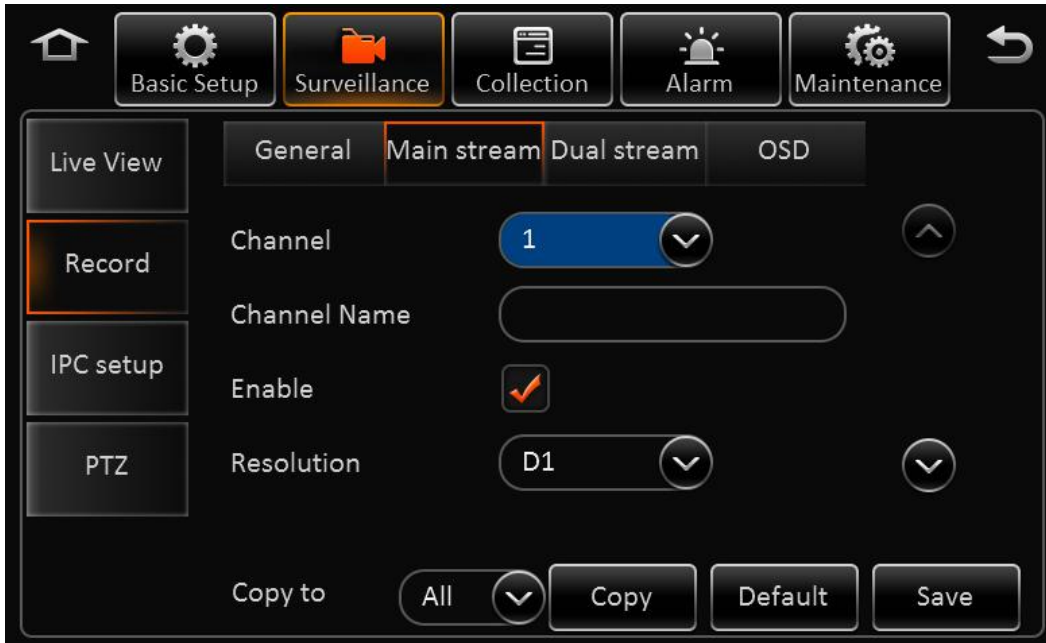 Basic Setup
Surveillance
Collection
Alarm
Maintenance
Live View
Record
IPC setup
PTZ
General
Main stream
Dual stream
OSD
Channel
1
Channel Name
Enable
Resolution
D1
Copy to
All
Copy
Default
Save